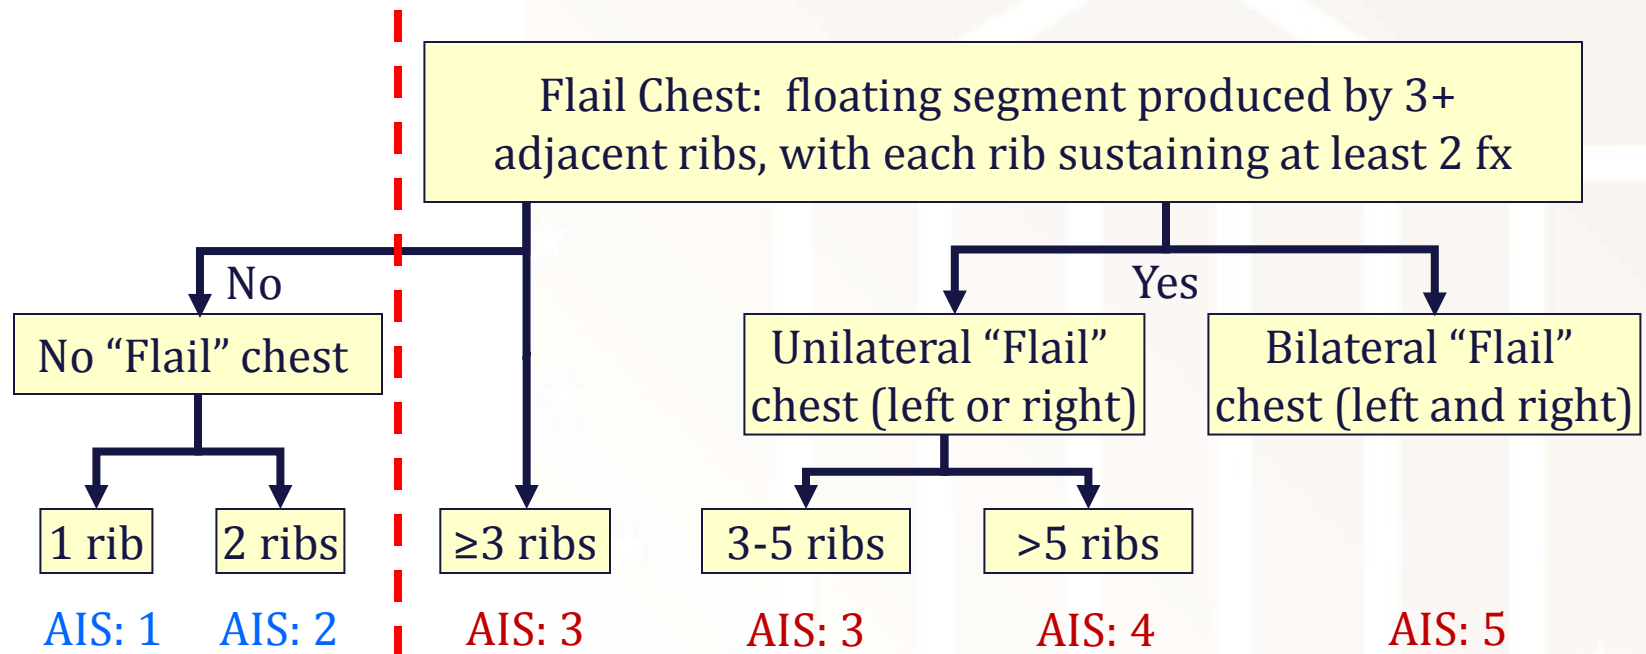 Flail Chest:  floating segment produced by 3+
adjacent ribs, with each rib sustaining at least 2 fx
No
Yes
No “Flail” chest
Unilateral “Flail”
chest (left or right)
Bilateral “Flail”
chest (left and right)
1 rib
2 ribs
≥3 ribs
3-5 ribs
>5 ribs
AIS: 1
AIS: 2
AIS: 3
AIS: 3
AIS: 4
AIS: 5